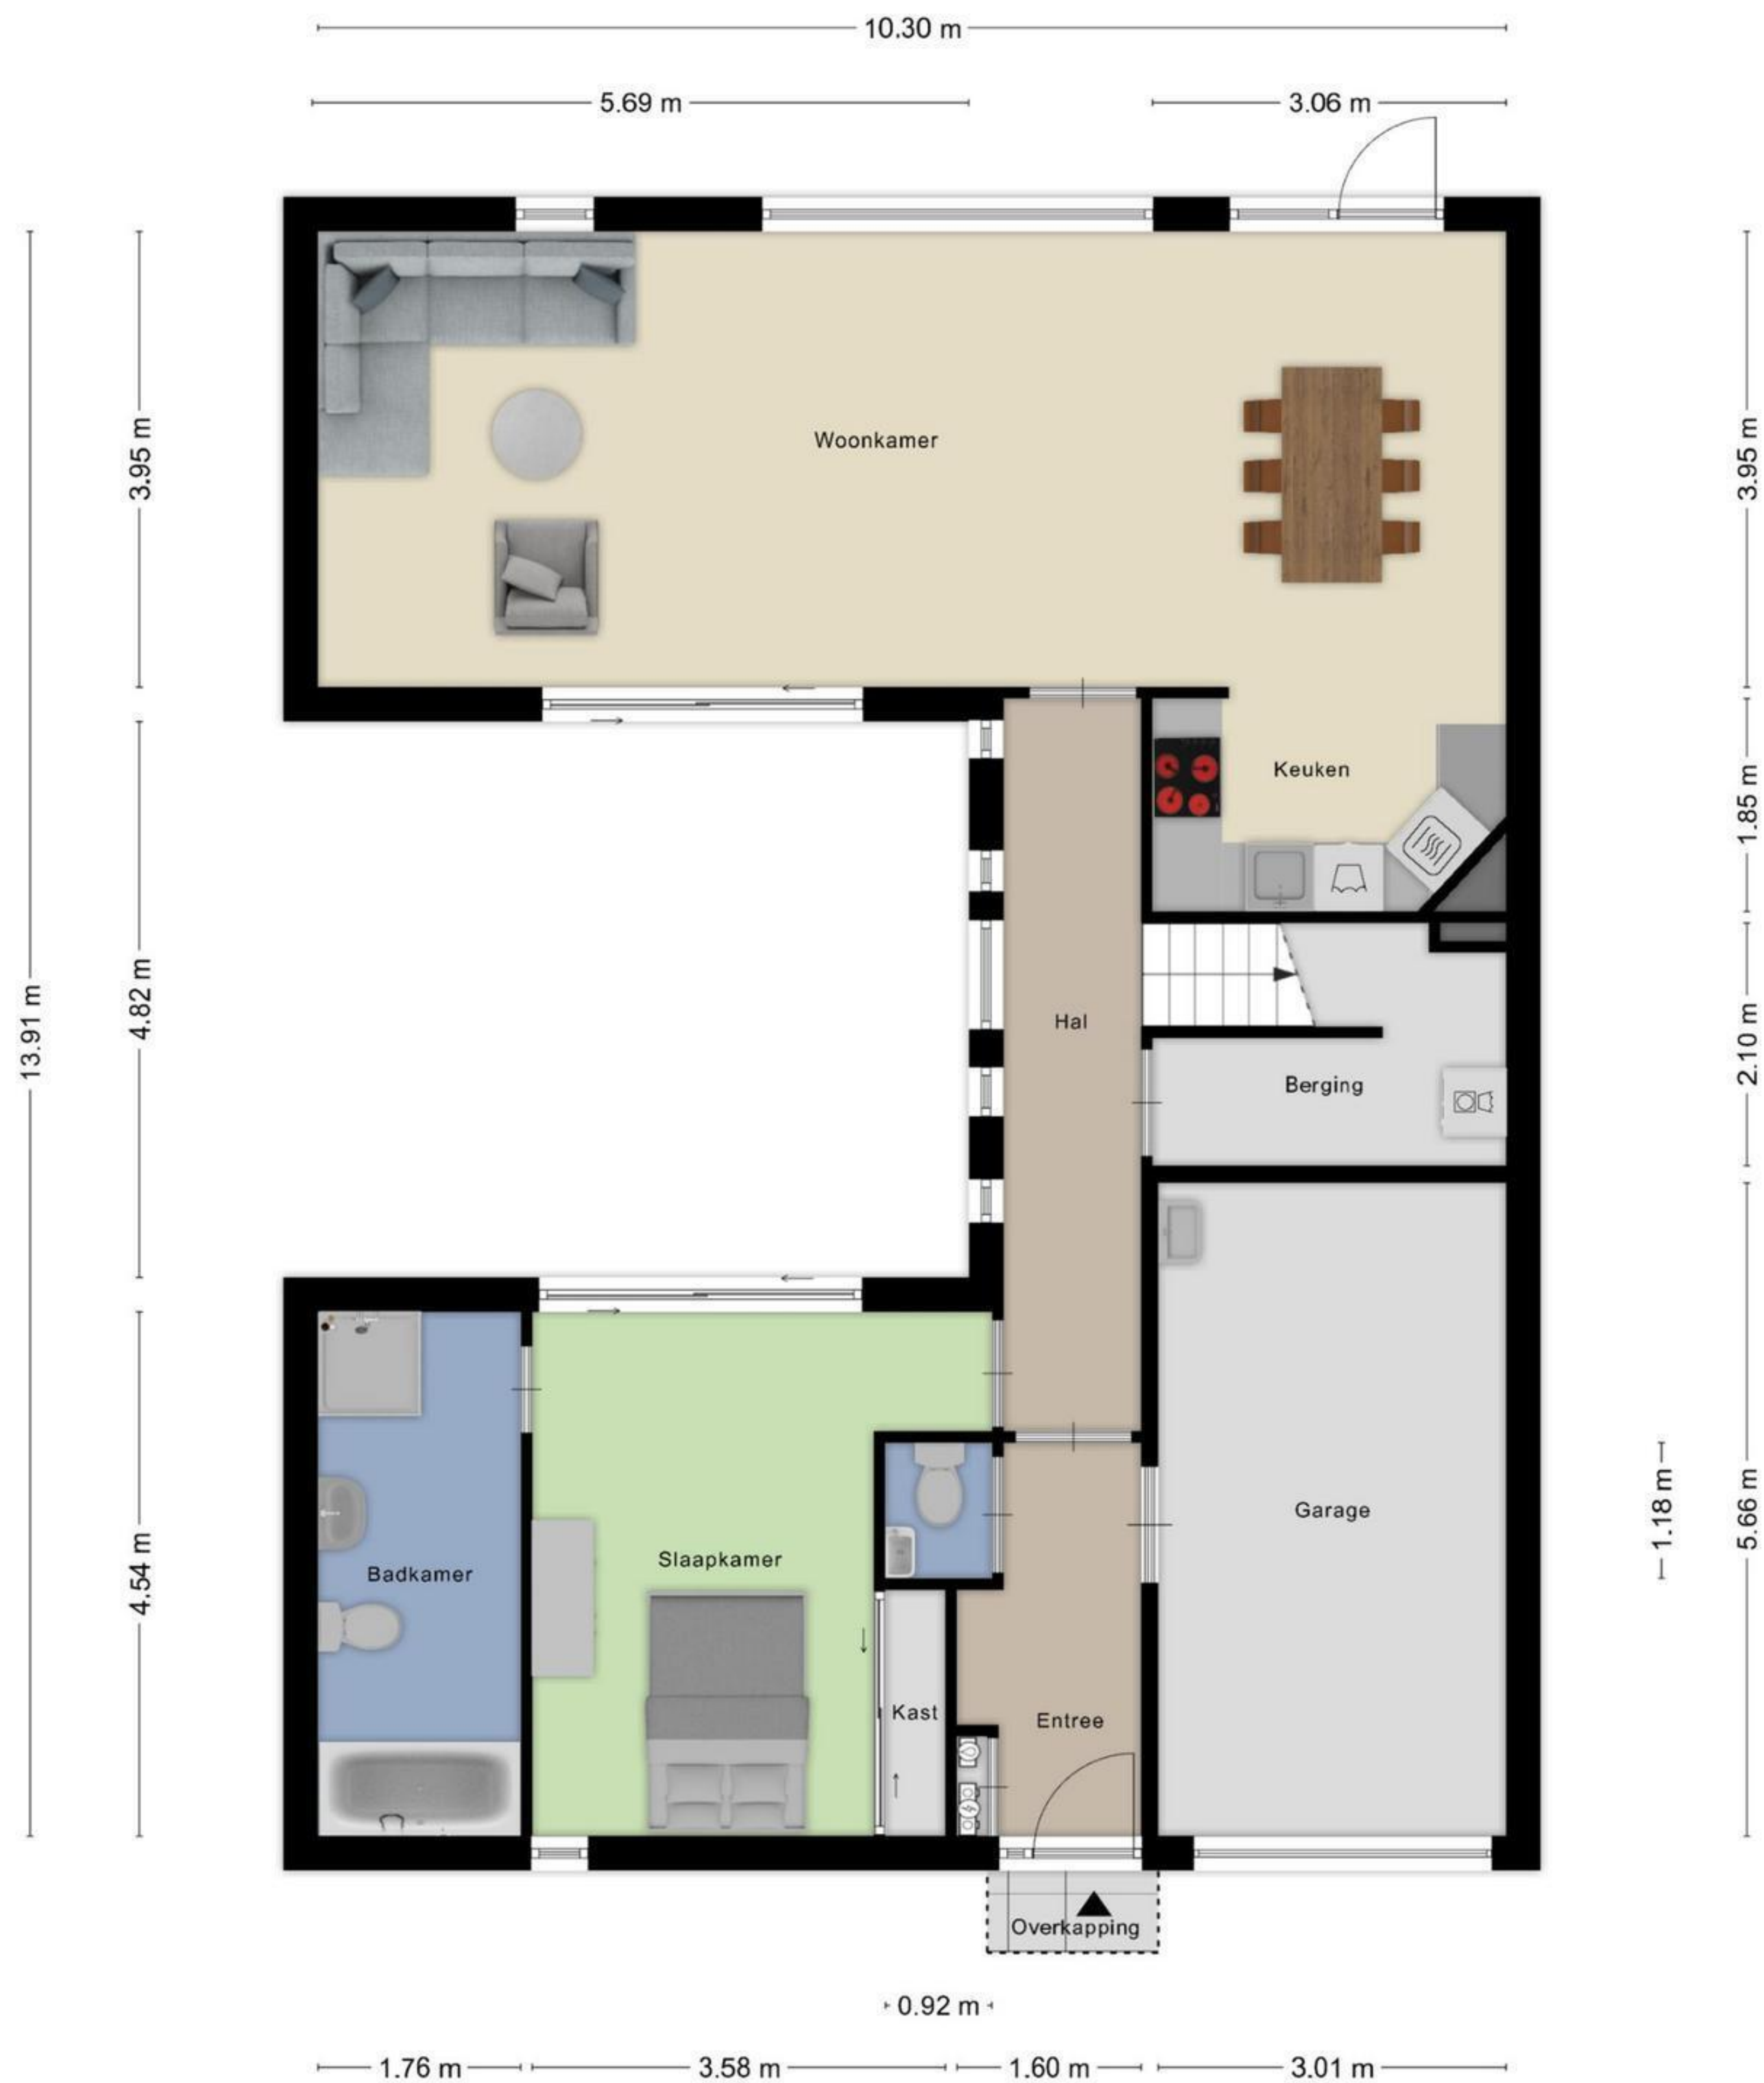 10.30 m
5.69 m
3.06 m
3.95 m
3.95 m
Woonkamer
Keuken
1.85 m
13.91 m
4.82 m
Hal
2.10 m
Berging
Garage
1.18 m
5.66 m
4.54 m
Badkamer
Slaapkamer
Kast
Entree
Overkapping
0.92 m
1.76 m
3.58 m
1.60 m
3.01 m